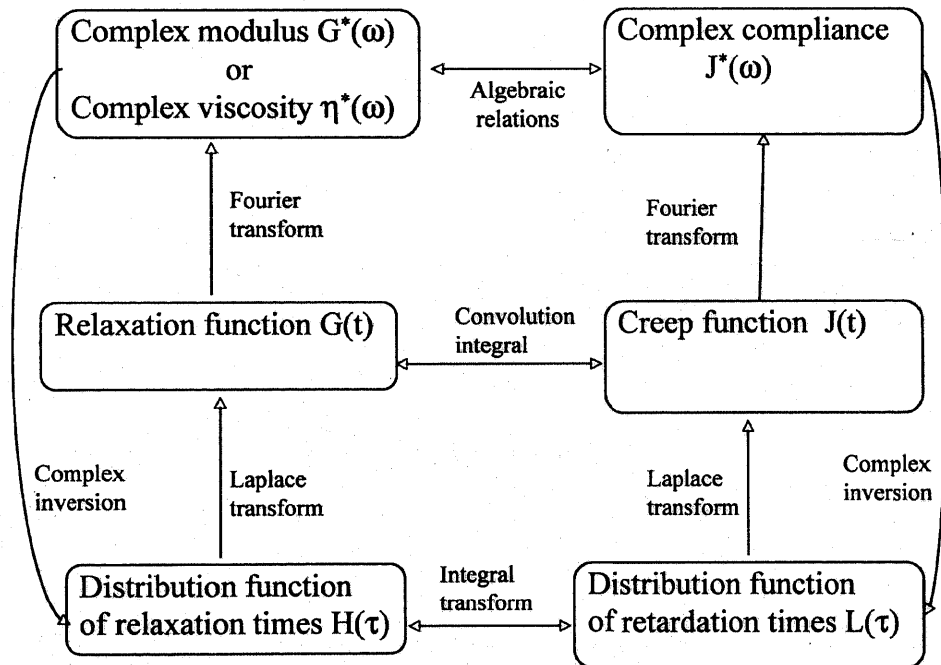 Complex modulus G*(ω)
or
Complex viscosity η*(ω)
Complex compliance
J*(ω)
Algebraic
relations
Fourier
transform
Fourier
transform
Relaxation function G(t)
Convolution
integral
Creep function J(t)
Complex
inversion
Laplace
transform
Laplace
transform
Complex
inversion
Distribution function
of relaxation times H(τ)
Integral
transform
Distribution function
of retardation times L(τ)